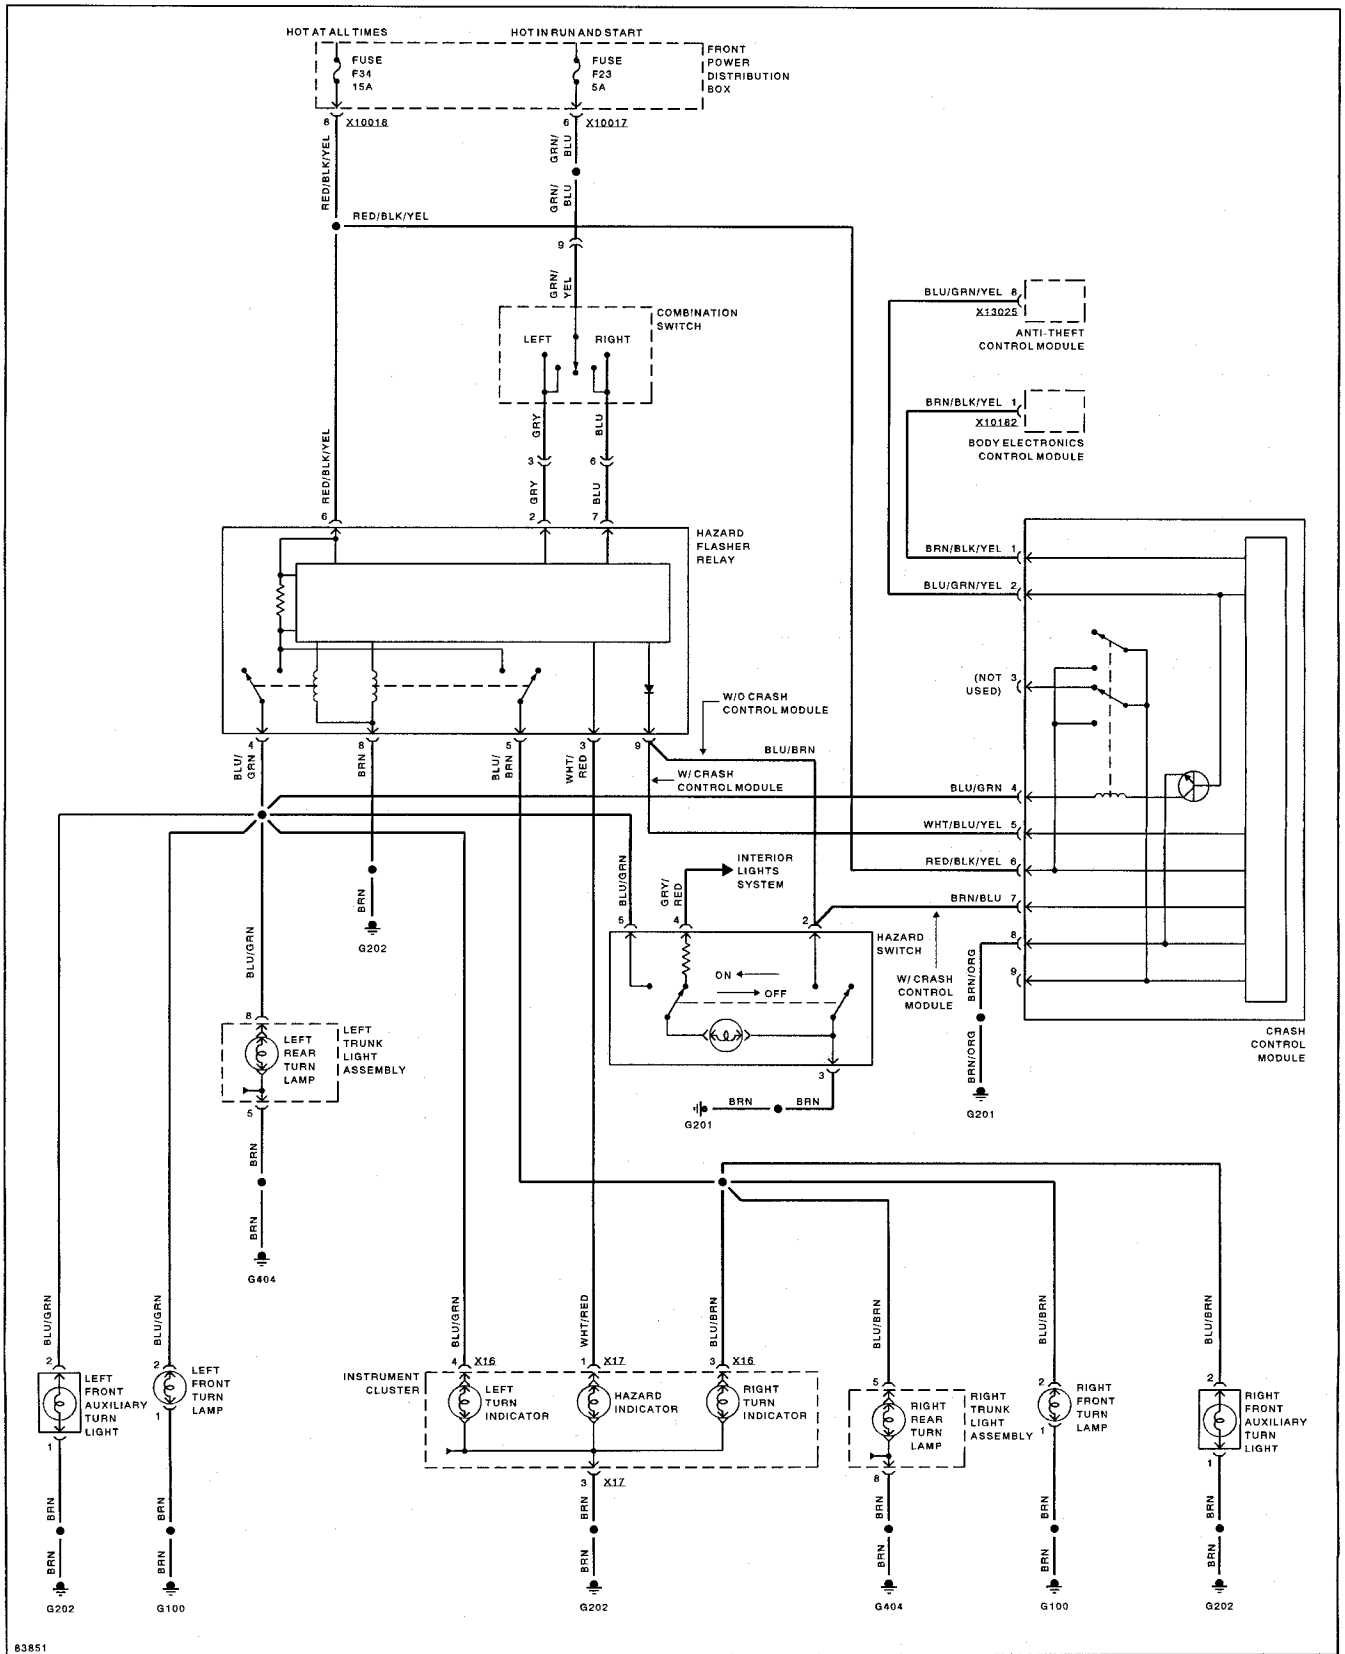 HOT AT ALL TIMES
HOT IN RUN AND START
FUSE
F34
15A
FUSE
F23
5A
FRONT
POWER
DISTRIBUTION
BOX
8 X10018
6 X10017
RED/BLK/YEL
GRN/
BLU
GRN/
BLU
RED/BLK/YEL
9
GRN/
YEL
COMBINATION
SWITCH
LEFT
RIGHT
BLU/GRN/YEL 8
X13025
ANTI-THEFT
CONTROL MODULE
BRN/BLK/YEL 1
X10182
BODY ELECTRONICS
CONTROL MODULE
GRY
BLU
3
6
RED/BLK/YEL
GRY
BLU
6
2
7
HAZARD
FLASHER
RELAY
BRN/BLK/YEL 1
BLU/GRN/YEL 2
(NOT
USED)
3
W/O CRASH
CONTROL MODULE
4
8
5
3
9
BLU/
GRN
BRN
BLU/
BRN
WHT/
RED
BLU/BRN
W/ CRASH
CONTROL MODULE
BLU/GRN 4
WHT/BLU/YEL 5
RED/BLK/YEL 6
BRN/BLU 7
8
9
BLU/GRN
GRY/
RED
INTERIOR
LIGHTS
SYSTEM
BRN
G202
5
4
2
HAZARD
SWITCH
ON
OFF
W/ CRASH
CONTROL
MODULE
BRN/ORG
BRN/ORG
G201
CRASH
CONTROL
MODULE
BLU/GRN
8
LEFT
REAR
TURN
LAMP
LEFT
TRUNK
LIGHT
ASSEMBLY
5
3
BRN
BRN
G201
BRN
BRN
G404
BLU/GRN
BLU/GRN
BLU/GRN
WHT/RED
BLU/BRN
BLU/BRN
BLU/BRN
BLU/BRN
2
LEFT
FRONT
AUXILIARY
TURN
LIGHT
1
2
LEFT
FRONT
TURN
LAMP
1
INSTRUMENT
CLUSTER
4 X16
1 X17
3 X16
LEFT
TURN
INDICATOR
HAZARD
INDICATOR
RIGHT
TURN
INDICATOR
3 X17
5
RIGHT
REAR
TURN
LAMP
RIGHT
TRUNK
LIGHT
ASSEMBLY
8
2
RIGHT
FRONT
TURN
LAMP
1
2
RIGHT
FRONT
AUXILIARY
TURN
LIGHT
1
BRN
BRN
BRN
BRN
BRN
BRN
BRN
BRN
BRN
BRN
BRN
BRN
G202
G100
G202
G404
G100
G202
83851